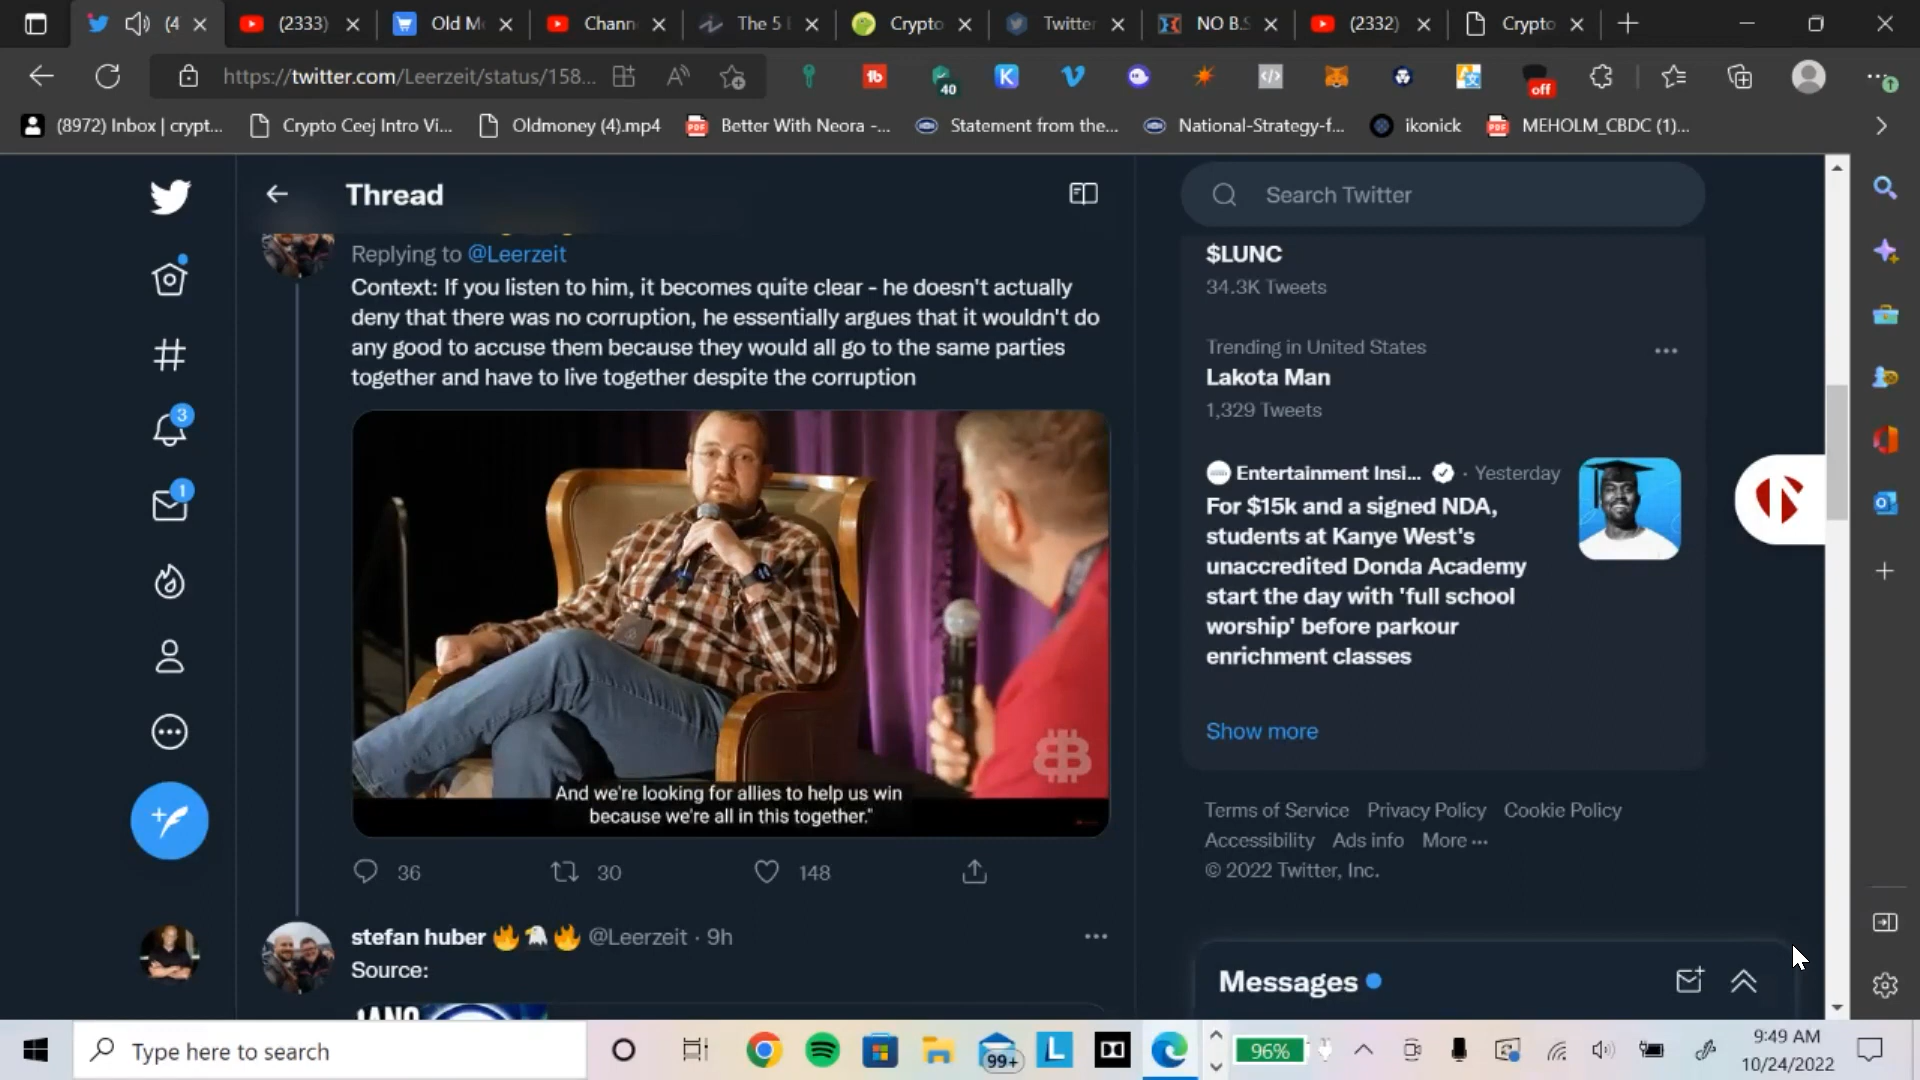 (4
(2333)
Old M
Chann
The 5
Crypto
Twitter
NO B.S
(2332)
Crypto
https://twitter.com/Leerzeit/status/158...
40
off
(8972) Inbox | crypt...
Crypto Ceej Intro Vi...
Oldmoney (4).mp4
Better With Neora -...
Statement from the...
National-Strategy-f...
ikonick
MEHOLM_CBDC (1)...
Thread
Replying to @Leerzeit
Context: If you listen to him, it becomes quite clear - he doesn't actually
deny that there was no corruption, he essentially argues that it wouldn't do
any good to accuse them because they would all go to the same parties
together and have to live together despite the corruption
And we're looking for allies to help us win
because we're all in this together."
36
30
148
stefan huber 🔥🦅🔥 @Leerzeit · 9h
Source:
Search Twitter
$LUNC
34.3K Tweets
Trending in United States
Lakota Man
1,329 Tweets
Entertainment Insi... · Yesterday
For $15k and a signed NDA,
students at Kanye West's
unaccredited Donda Academy
start the day with 'full school
worship' before parkour
enrichment classes
Show more
Terms of Service Privacy Policy Cookie Policy
Accessibility Ads info More ···
© 2022 Twitter, Inc.
Messages
3
1
Type here to search
99+
96%
9:49 AM
10/24/2022